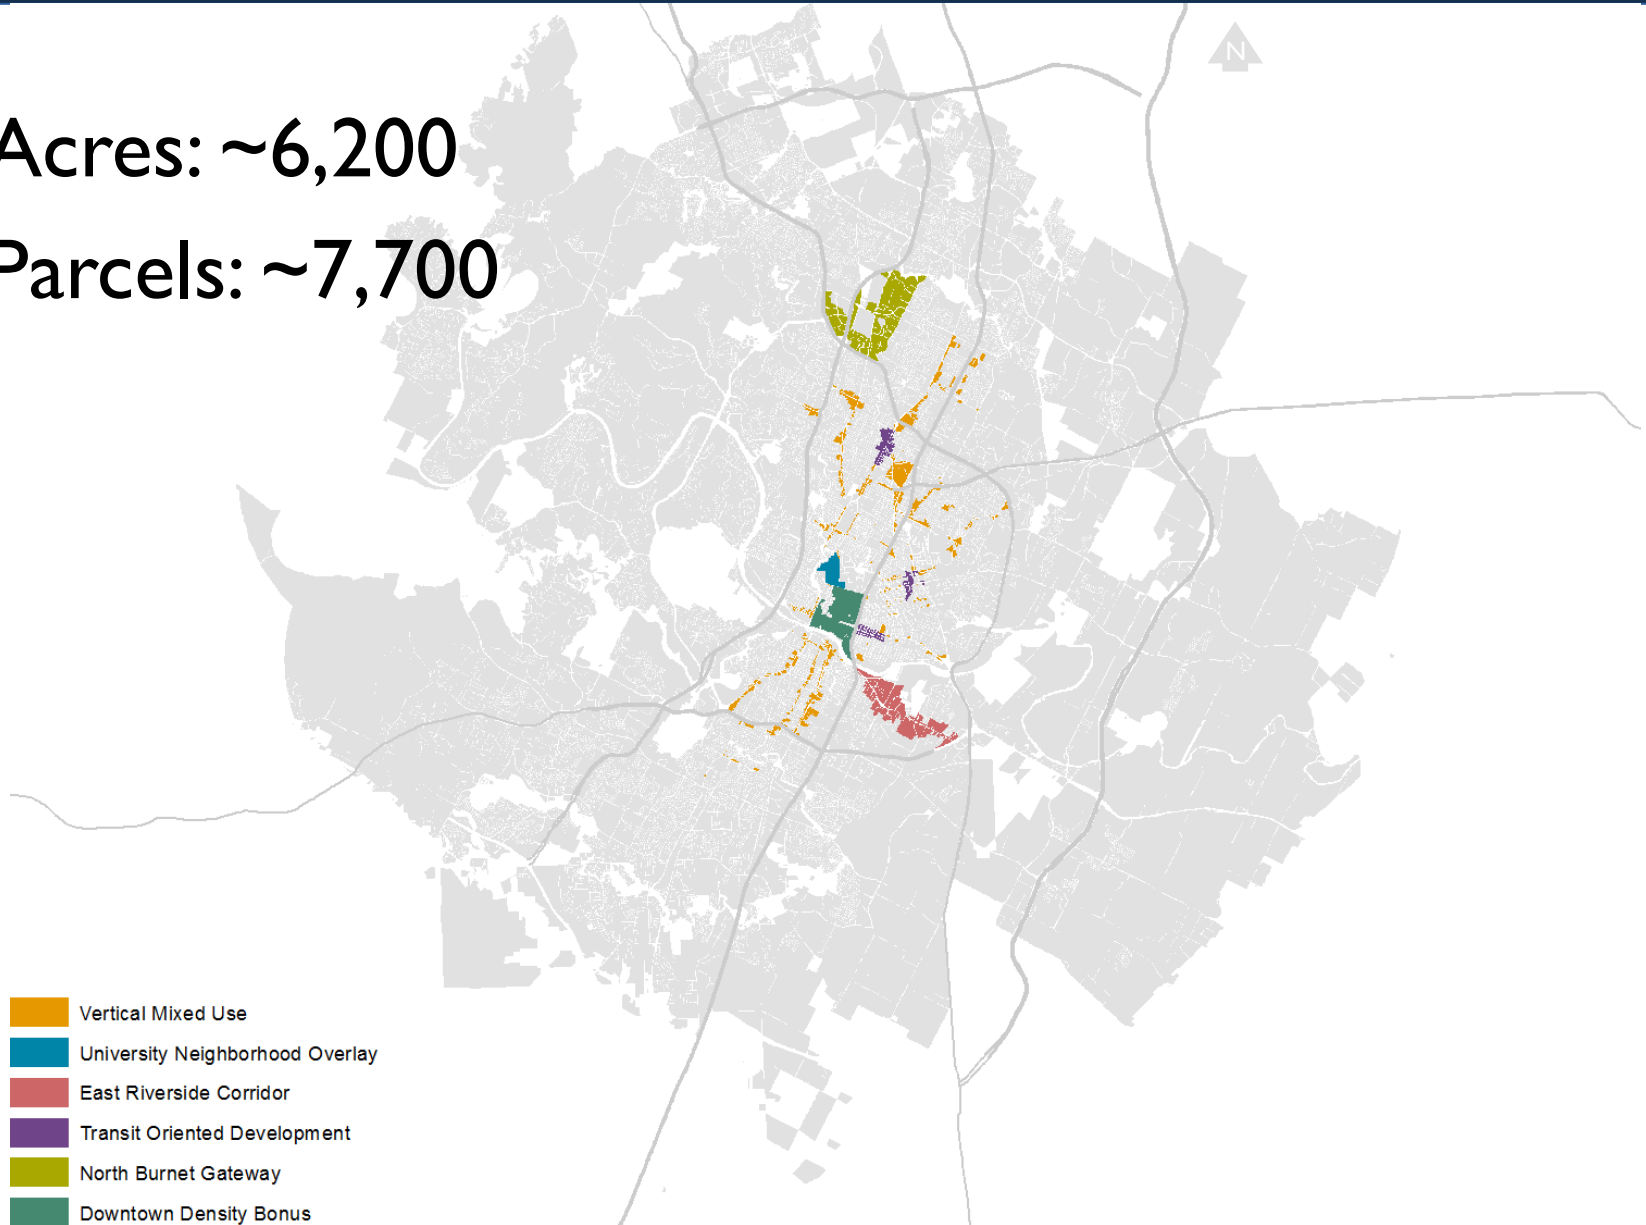 Acres: ~6,200
Parcels: ~7,700
N
Vertical Mixed Use
University Neighborhood Overlay
East Riverside Corridor
Transit Oriented Development
North Burnet Gateway
Downtown Density Bonus